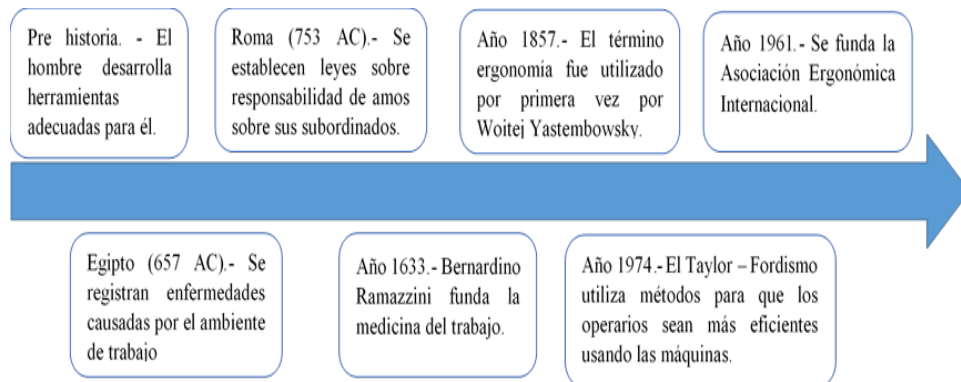 Pre historia. - El
hombre desarrolla
herramientas
adecuadas para él.
Roma (753 AC).- Se
establecen leyes sobre
responsabilidad de amos
sobre sus subordinados.
Año 1857.- El término
ergonomía fue utilizado
por primera vez por
Woitej Yastembowsky.
Año 1961.- Se funda la
Asociación Ergonómica
Internacional.
Egipto (657 AC).- Se
registran enfermedades
causadas por el ambiente
de trabajo
Año 1633.- Bernardino
Ramazzini funda la
medicina del trabajo.
Año 1974.- El Taylor – Fordismo
utiliza métodos para que los
operarios sean más eficientes
usando las máquinas.